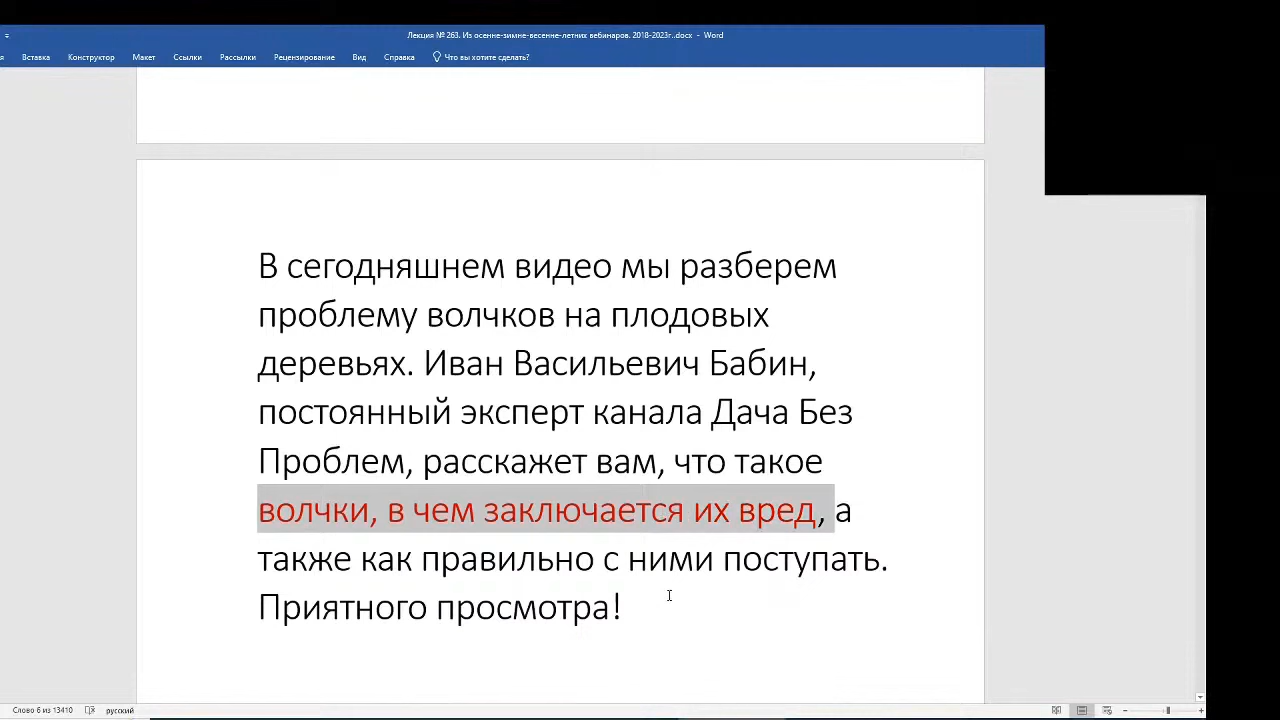 Лекция № 263. Из осенне-зимне-весенне-летних вебинаров. 2018-2023г..docx - Word
я Вставка Конструктор Макет Ссылки Рассылки Рецензирование Вид Справка Что вы хотите сделать?
В сегодняшнем видео мы разберем
проблему волчков на плодовых
деревьях. Иван Васильевич Бабин,
постоянный эксперт канала Дача Без
Проблем, расскажет вам, что такое
волчки, в чем заключается их вред, а
также как правильно с ними поступать.
Приятного просмотра!
Слово 6 из 13410 русский